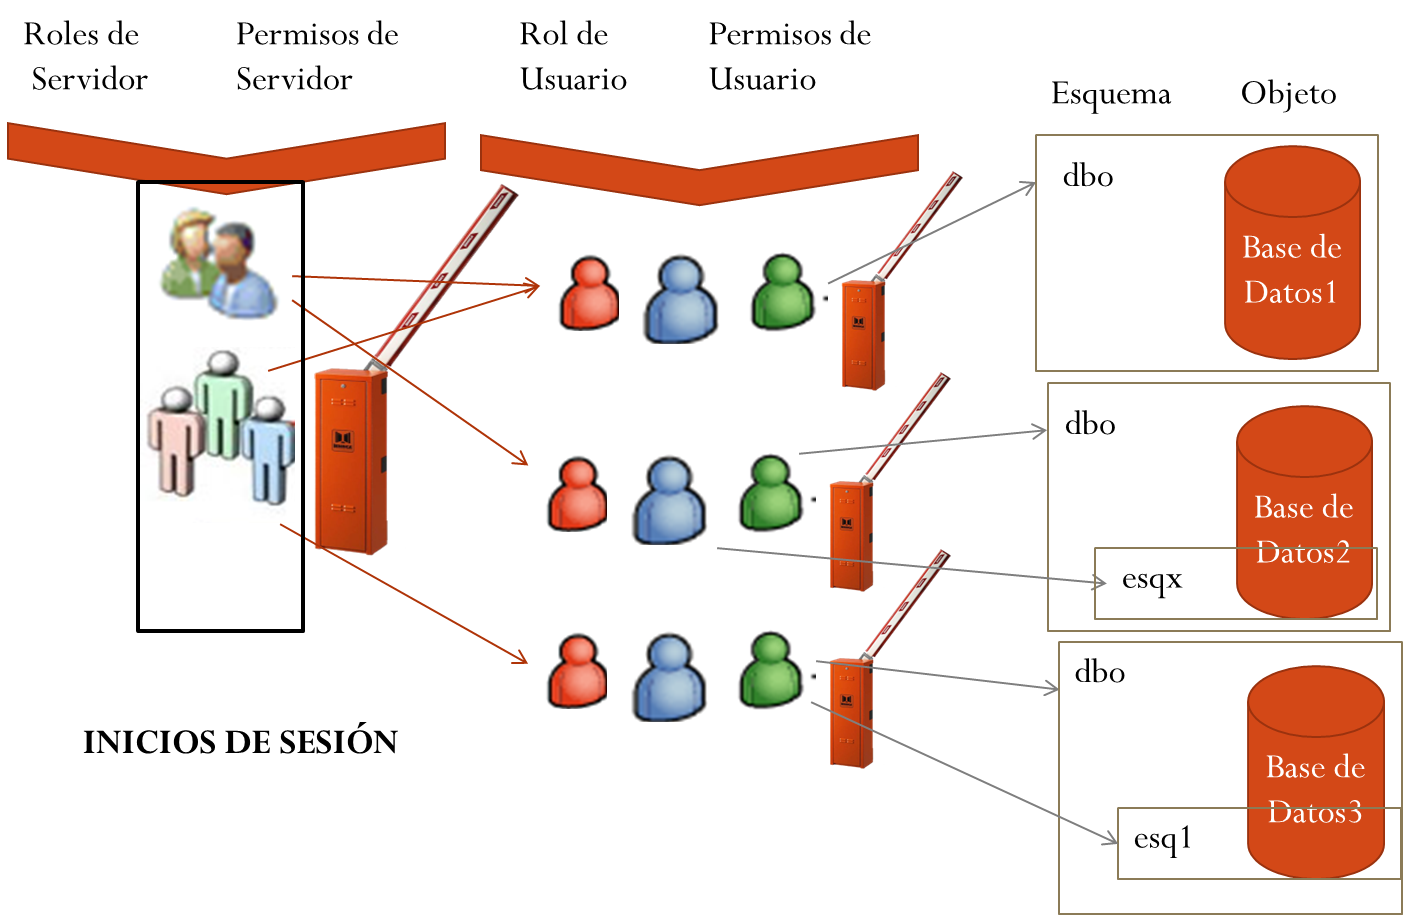 Roles de
Servidor
Permisos de
Servidor
Rol de
Usuario
Permisos de
Usuario
Esquema
Objeto
dbo
Base de
Datos1
dbo
Base de
Datos2
esqx
dbo
Base de
Datos3
esq1
INICIOS DE SESIÓN